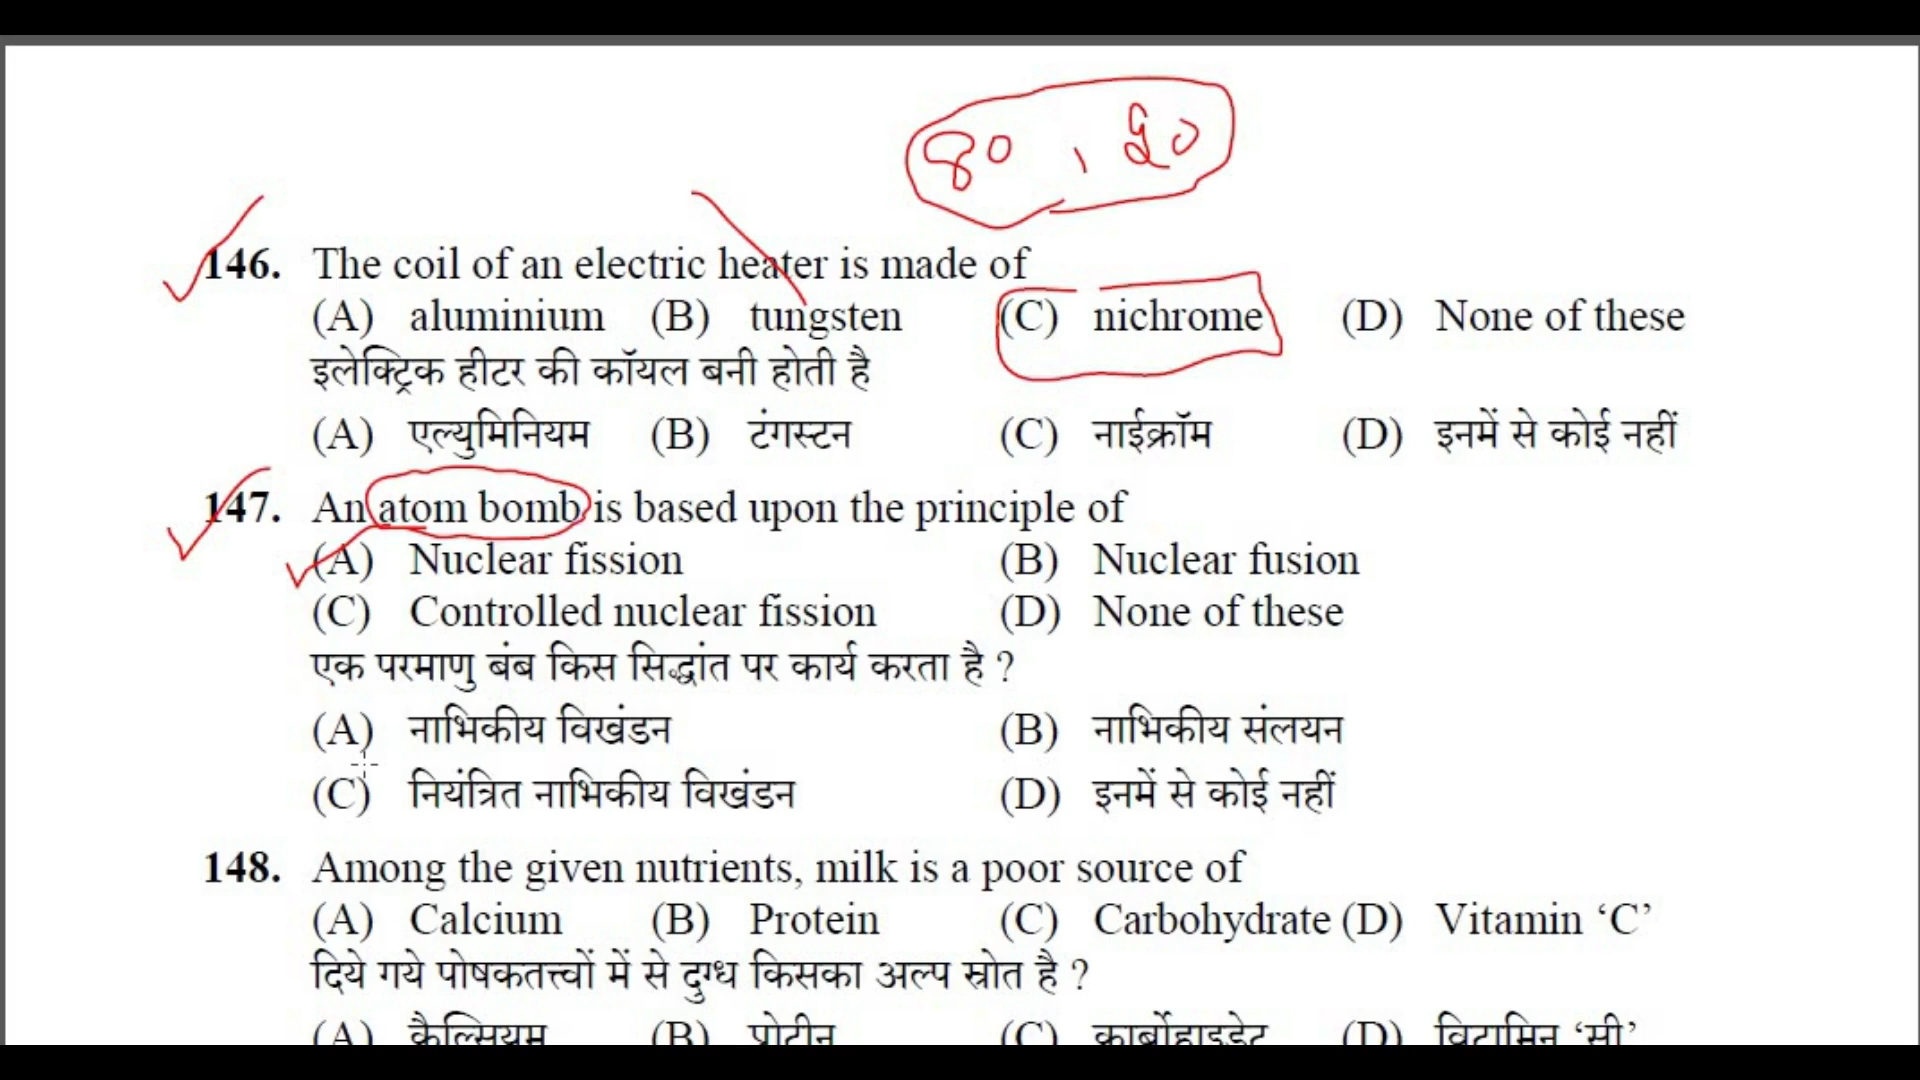 80 , 20
146. The coil of an electric heater is made of
(A) aluminium (B) tungsten (C) nichrome (D) None of these
इलेक्ट्रिक हीटर की कॉयल बनी होती है
(A) एल्युमिनियम (B) टंगस्टन (C) नाईक्रॉम (D) इनमें से कोई नहीं
147. An atom bomb is based upon the principle of
(A) Nuclear fission (B) Nuclear fusion
(C) Controlled nuclear fission (D) None of these
एक परमाणु बंब किस सिद्धांत पर कार्य करता है ?
(A) नाभिकीय विखंडन (B) नाभिकीय संलयन
(C) नियंत्रित नाभिकीय विखंडन (D) इनमें से कोई नहीं
148. Among the given nutrients, milk is a poor source of
(A) Calcium (B) Protein (C) Carbohydrate (D) Vitamin ‘C’
दिये गये पोषकतत्त्वों में से दुग्ध किसका अल्प स्रोत है ?
(A) कैल्सियम (B) प्रोटीन (C) कार्बोहाइड्रेट (D) विटामिन ‘सी’